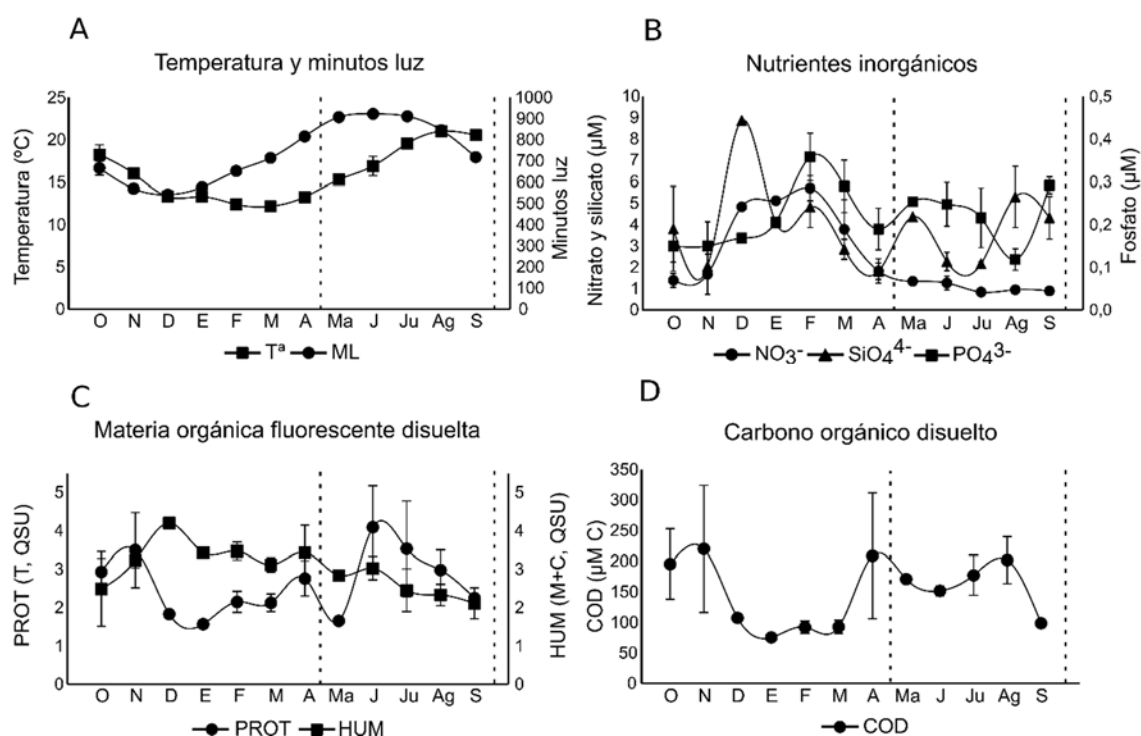 A
Temperatura y minutos luz
Temperatura (ºC)
25
20
15
10
5
0
1000
900
800
700
600
500
400
300
200
100
0
Minutos luz
O N D E F M A Ma J Ju Ag S
Tª ML
B
Nutrientes inorgánicos
Nitrato y silicato (µM)
10
9
8
7
6
5
4
3
2
1
0
0,5
0,4
0,3
0,2
0,1
0,0
Fosfato (µM)
O N D E F M A Ma J Ju Ag S
NO3- SiO44- PO43-
C
Materia orgánica fluorescente disuelta
PROT (T, QSU)
5
4
3
2
1
0
5
4
3
2
1
HUM (M+C, QSU)
O N D E F M A Ma J Ju Ag S
PROT HUM
D
Carbono orgánico disuelto
COD (µM C)
350
300
250
200
150
100
50
0
O N D E F M A Ma J Ju Ag S
COD